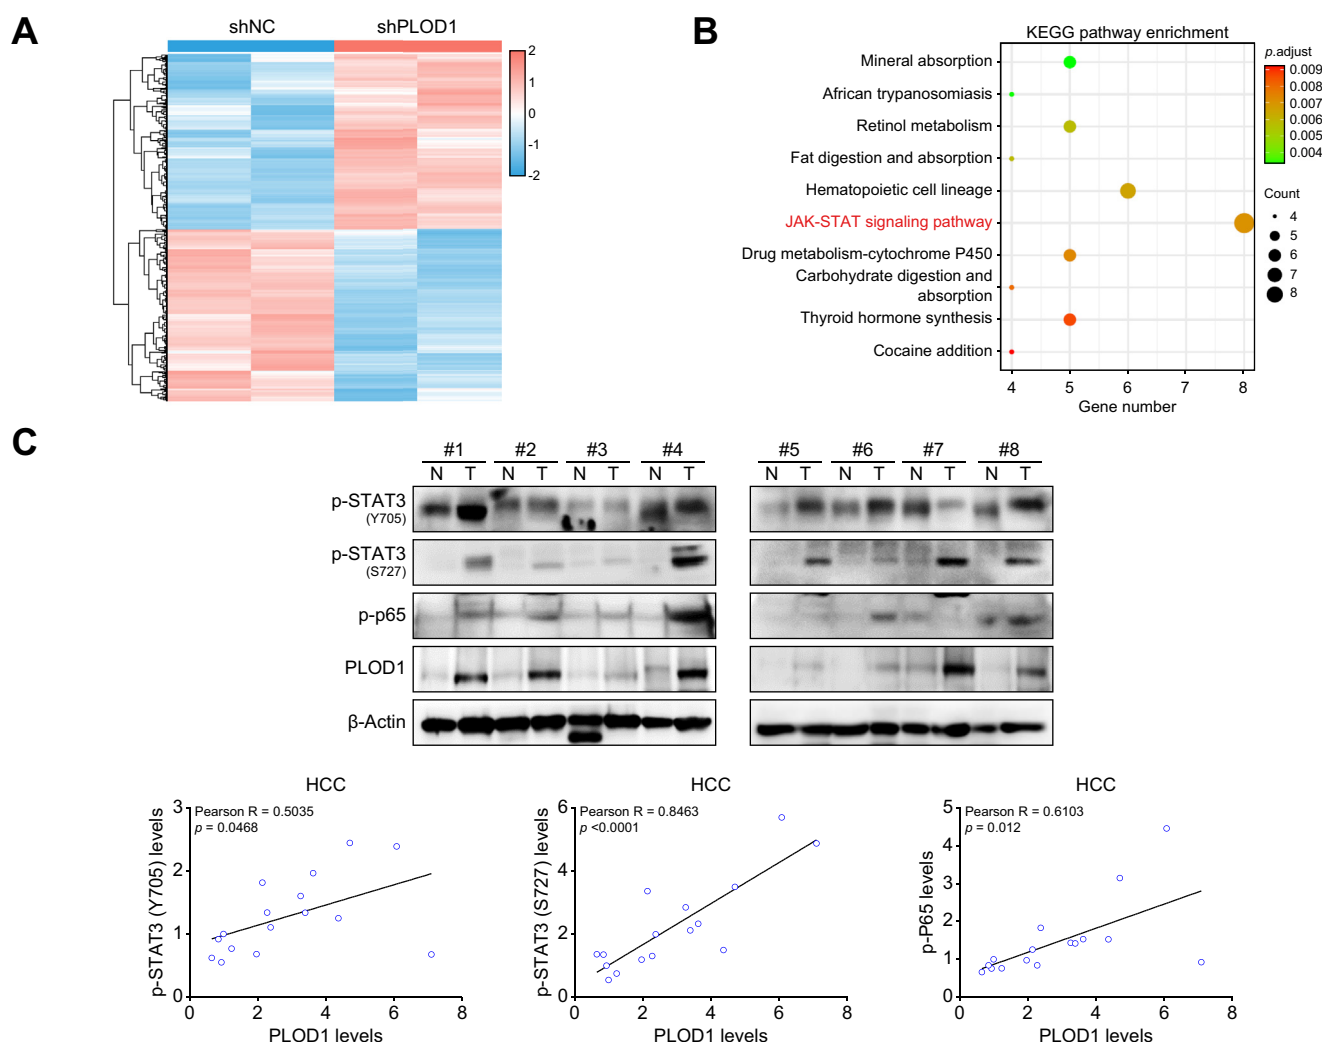 A
shNC shPLOD1
2
1
0
-1
-2
B
KEGG pathway enrichment
Mineral absorption
African trypanosomiasis
Retinol metabolism
Fat digestion and absorption
Hematopoietic cell lineage
JAK-STAT signaling pathway
Drug metabolism-cytochrome P450
Carbohydrate digestion and
absorption
Thyroid hormone synthesis
Cocaine addition
4 5 6 7 8
Gene number
p.adjust
0.009
0.008
0.007
0.006
0.005
0.004
Count
4
5
6
7
8
C
#1 #2 #3 #4 #5 #6 #7 #8
N T N T N T N T N T N T N T N T
p-STAT3
(Y705)
p-STAT3
(S727)
p-p65
PLOD1
β-Actin
HCC
Pearson R = 0.5035
p = 0.0468
p-STAT3 (Y705) levels
3
2
1
0
0 2 4 6 8
PLOD1 levels
HCC
Pearson R = 0.8463
p <0.0001
p-STAT3 (S727) levels
6
4
2
0
0 2 4 6 8
PLOD1 levels
HCC
Pearson R = 0.6103
p = 0.012
p-P65 levels
5
4
3
2
1
0
0 2 4 6 8
PLOD1 levels